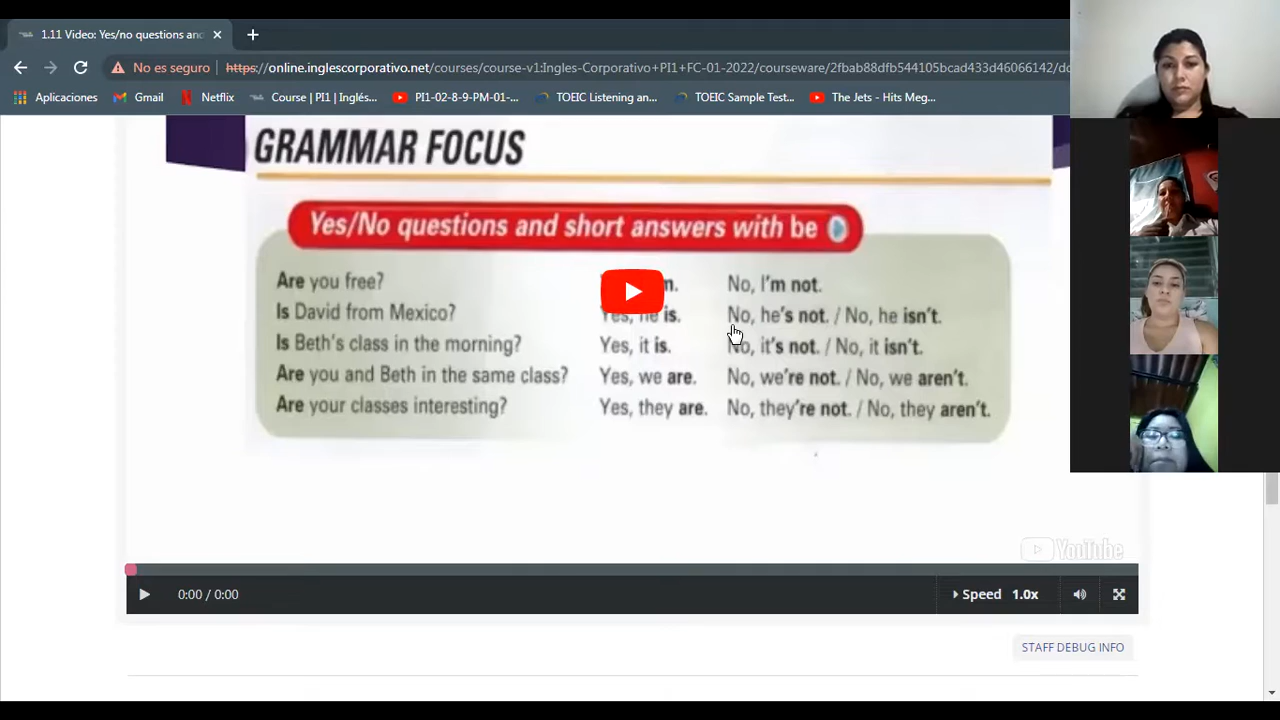 1.11 Video: Yes/no questions and
No es seguro https://online.inglescorporativo.net/courses/course-v1:Ingles-Corporativo+PI1+FC-01-2022/courseware/2fbab88dfb544105bcad433d46066142/dc
Aplicaciones Gmail Netflix Course | PI1 | Inglés... PI1-02-8-9-PM-01-... TOEIC Listening an... TOEIC Sample Test... The Jets - Hits Meg...
GRAMMAR FOCUS
Yes/No questions and short answers with be
Are you free? No, I'm not.
Is David from Mexico? Yes, he is. No, he's not. / No, he isn't.
Is Beth's class in the morning? Yes, it is. No, it's not. / No, it isn't.
Are you and Beth in the same class? Yes, we are. No, we're not. / No, we aren't.
Are your classes interesting? Yes, they are. No, they're not. / No, they aren't.
YouTube
0:00 / 0:00 Speed 1.0x
STAFF DEBUG INFO